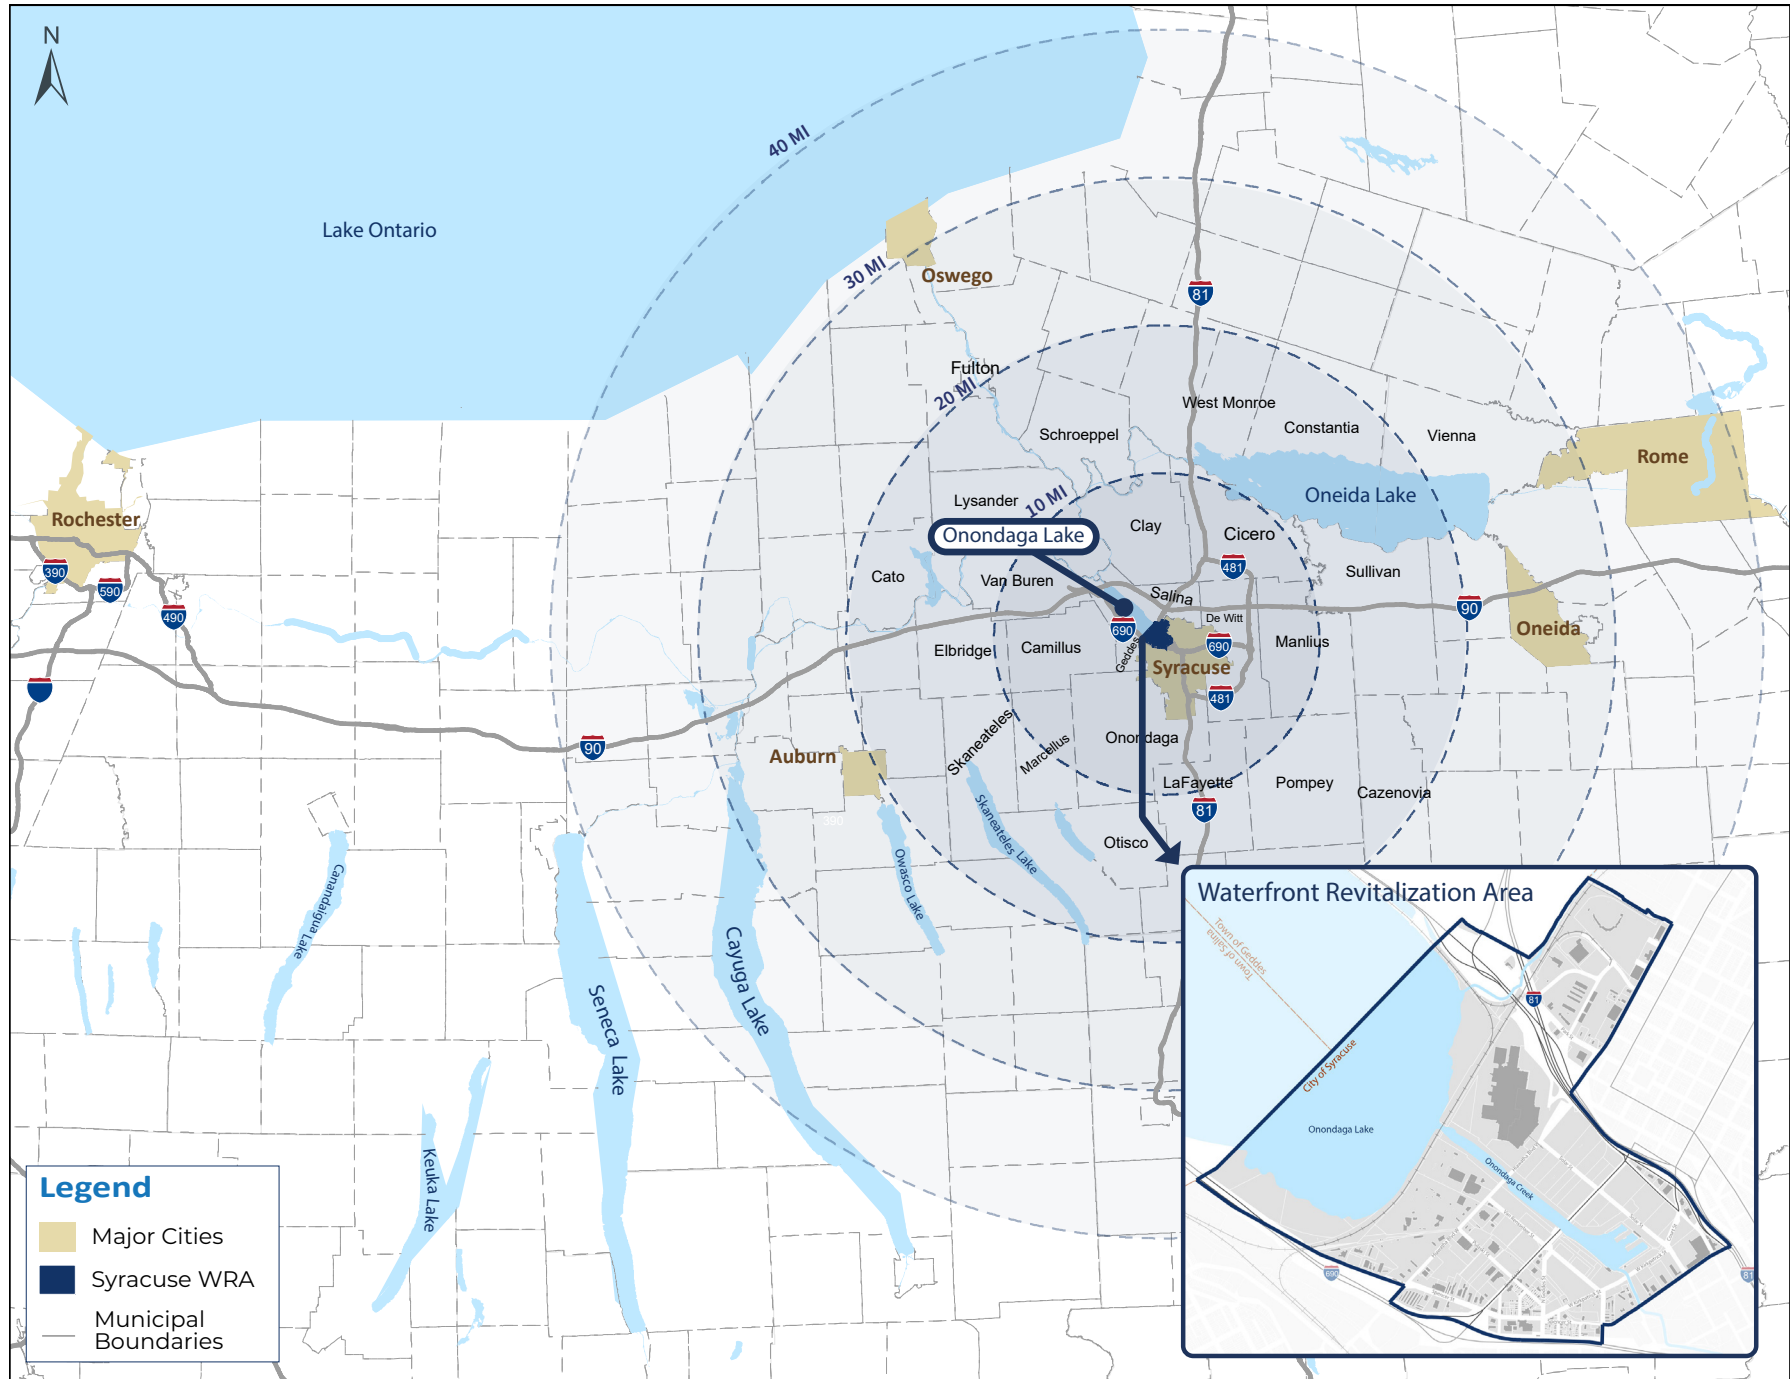 N
40 MI
Lake Ontario
30 MI
Oswego
81
Fulton
20 MI
West Monroe
Constantia
Vienna
Schroeppel
Rome
Oneida Lake
Lysander
10 MI
Clay
Cicero
Onondaga Lake
Rochester
390
590
490
481
Cato
Van Buren
Salina
Sullivan
90
De Witt
690
690
Geddes
Elbridge
Camillus
Manlius
Oneida
Syracuse
481
Skaneateles
Marcellus
Onondaga
90
Auburn
LaFayette
Pompey
Cazenovia
81
390
Otisco
Skaneateles Lake
Owasco Lake
Canandaigua Lake
Cayuga Lake
Seneca Lake
Keuka Lake
Waterfront Revitalization Area
Town of Geddes
Town of Salina
81
City of Syracuse
Onondaga Lake
Onondaga Creek
690
81
Legend
Major Cities
Syracuse WRA
Municipal
Boundaries